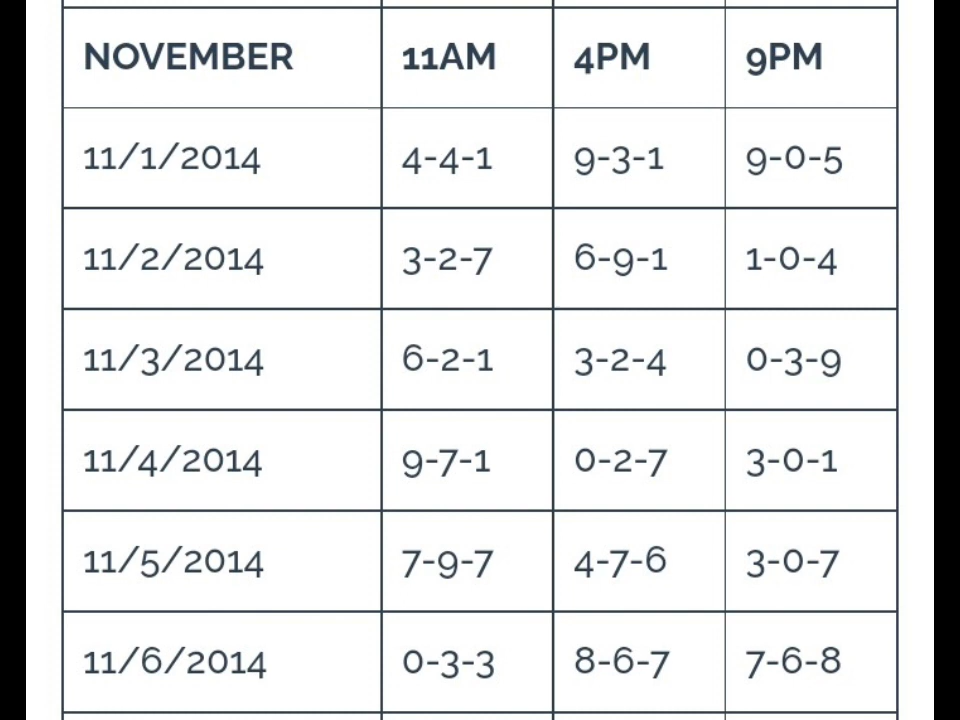 NOVEMBER 11AM 4PM 9PM
11/1/2014 4-4-1 9-3-1 9-0-5
11/2/2014 3-2-7 6-9-1 1-0-4
11/3/2014 6-2-1 3-2-4 0-3-9
11/4/2014 9-7-1 0-2-7 3-0-1
11/5/2014 7-9-7 4-7-6 3-0-7
11/6/2014 0-3-3 8-6-7 7-6-8